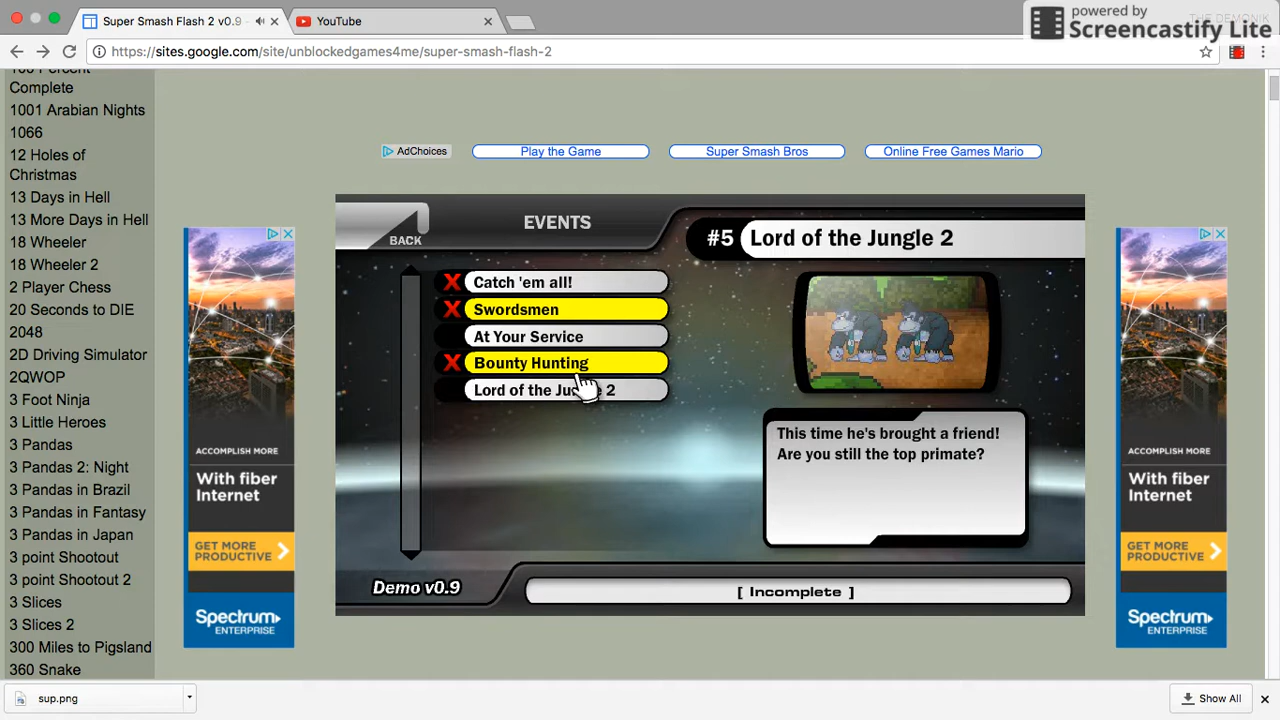 Super Smash Flash 2 v0.9
YouTube
powered by
THE DEMONIK
Screencastify Lite
https://sites.google.com/site/unblockedgames4me/super-smash-flash-2
100 Percent
Complete
1001 Arabian Nights
1066
12 Holes of
Christmas
13 Days in Hell
13 More Days in Hell
18 Wheeler
18 Wheeler 2
2 Player Chess
20 Seconds to DIE
2048
2D Driving Simulator
2QWOP
3 Foot Ninja
3 Little Heroes
3 Pandas
3 Pandas 2: Night
3 Pandas in Brazil
3 Pandas in Fantasy
3 Pandas in Japan
3 point Shootout
3 point Shootout 2
3 Slices
3 Slices 2
300 Miles to Pigsland
360 Snake
AdChoices
Play the Game
Super Smash Bros
Online Free Games Mario
ACCOMPLISH MORE
With fiber
Internet
GET MORE
PRODUCTIVE
Spectrum
ENTERPRISE
BACK
EVENTS
#5 Lord of the Jungle 2
X Catch 'em all!
X Swordsmen
At Your Service
X Bounty Hunting
Lord of the Jungle 2
This time he's brought a friend!
Are you still the top primate?
Demo v0.9
[ Incomplete ]
ACCOMPLISH MORE
With fiber
Internet
GET MORE
PRODUCTIVE
Spectrum
ENTERPRISE
sup.png
Show All